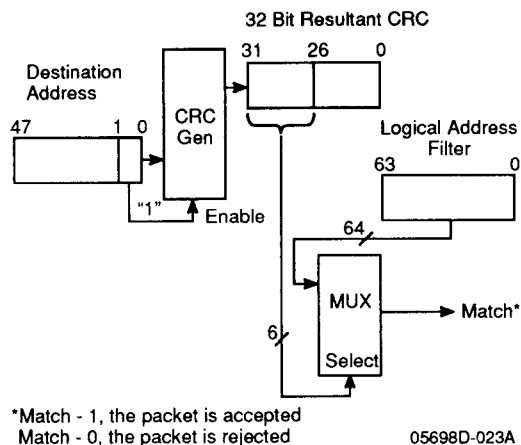 32 Bit Resultant CRC
31 26 0
Destination
Address
47 1 0
CRC
Gen
Logical Address
Filter
63 0
"1"
Enable
64
MUX
Match*
6
Select
*Match - 1, the packet is accepted
Match - 0, the packet is rejected
05698D-023A